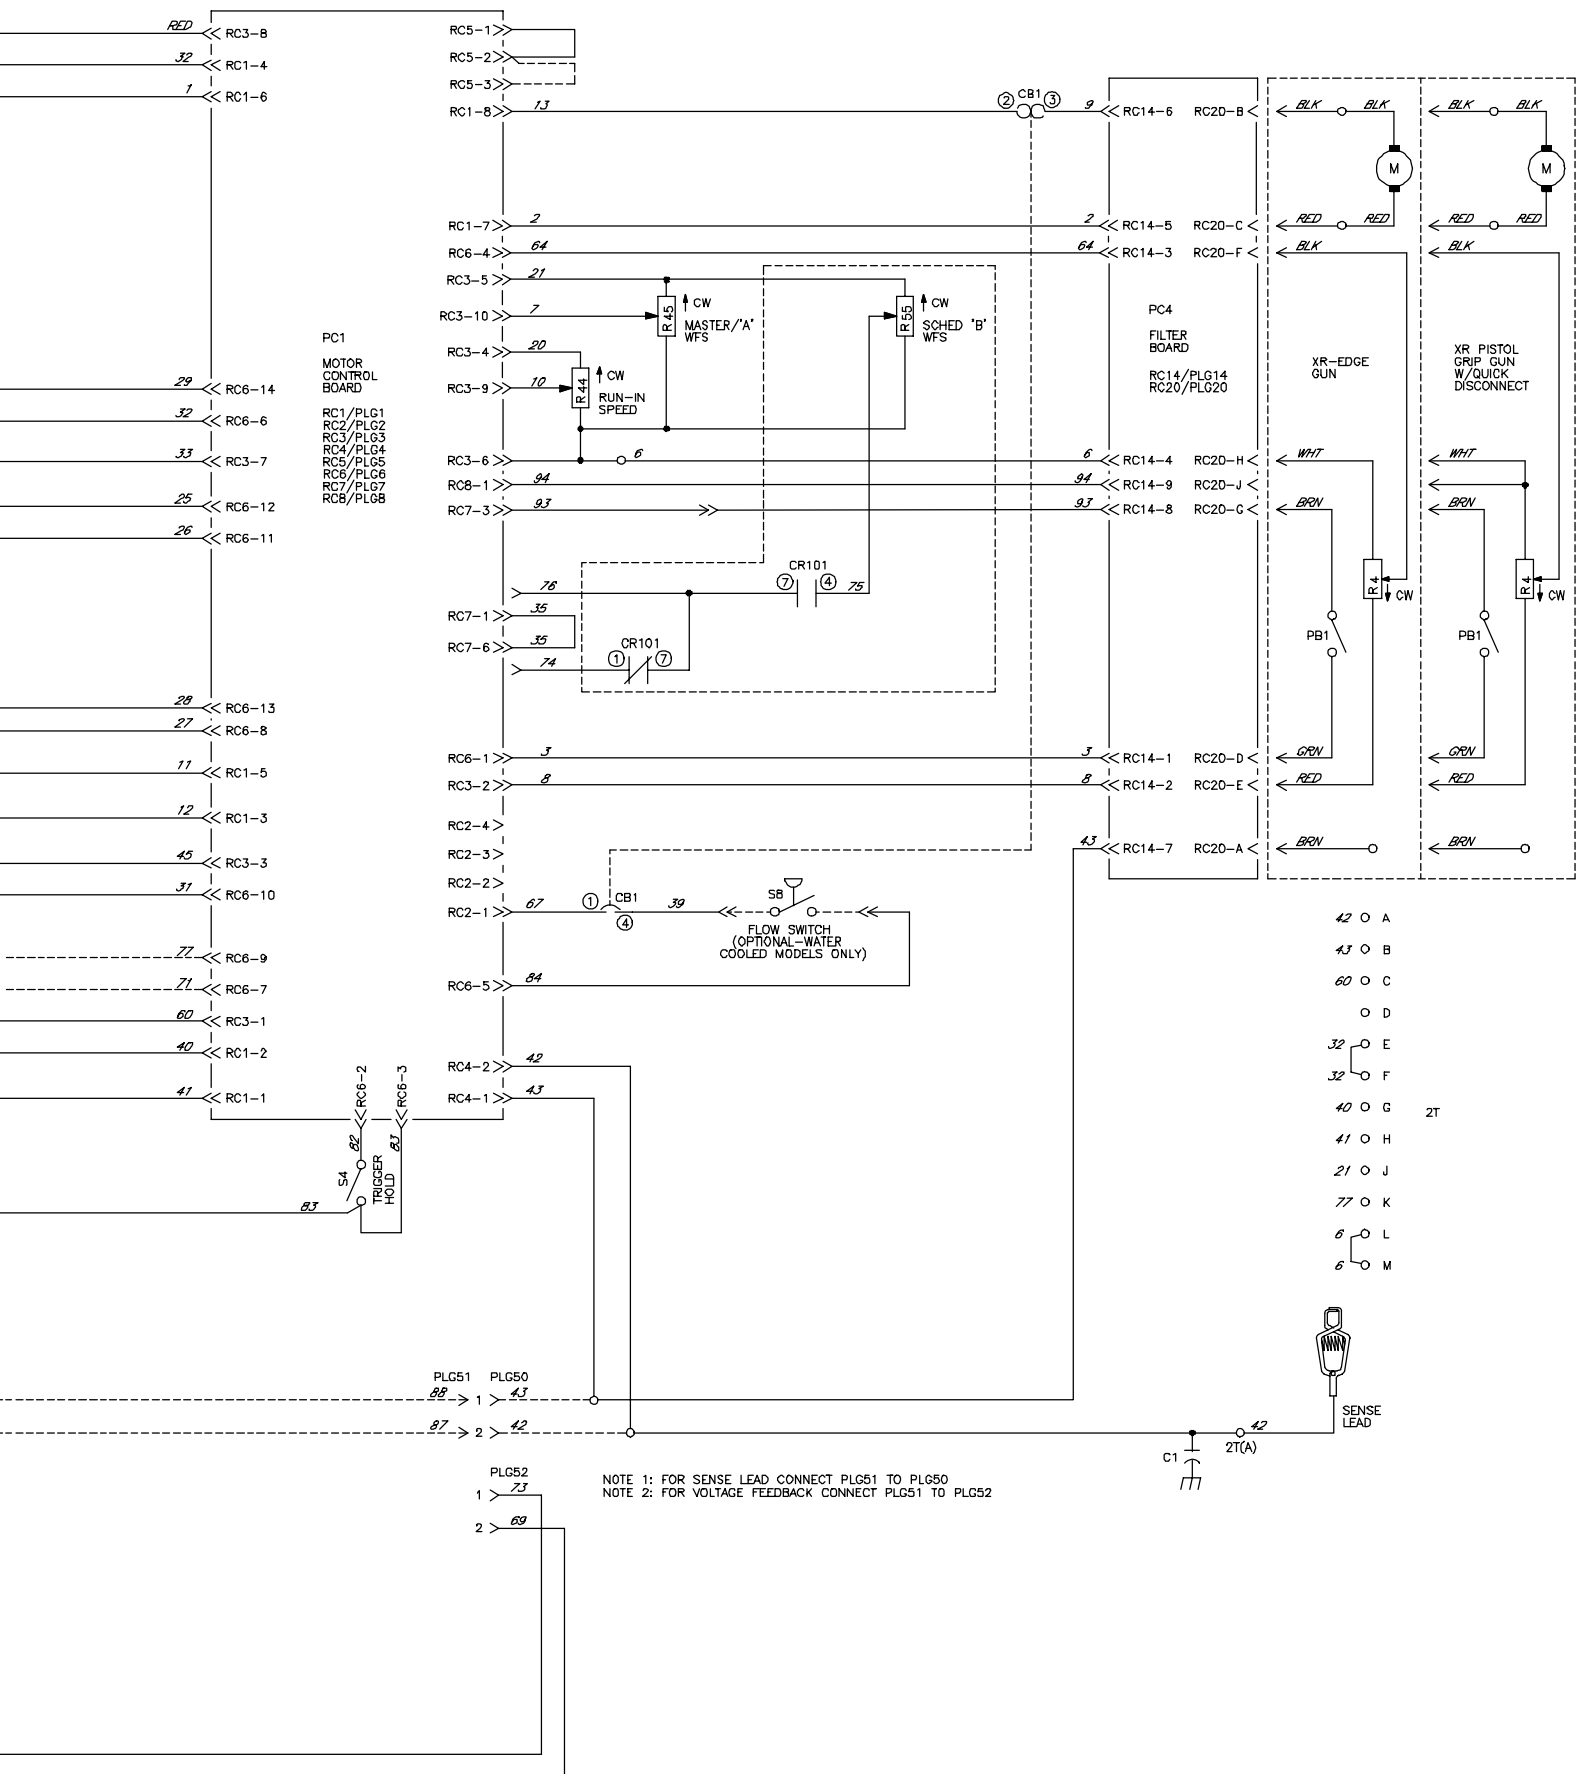 RED
RC3-8
32
RC1-4
1
RC1-6
29
RC6-14
32
RC6-6
33
RC3-7
25
RC6-12
26
RC6-11
28
RC6-13
27
RC6-8
11
RC1-5
12
RC1-3
45
RC3-3
31
RC6-10
77
RC6-9
71
RC6-7
60
RC3-1
40
RC1-2
41
RC1-1
PC1
MOTOR
CONTROL
BOARD
RC1/PLG1
RC2/PLG2
RC3/PLG3
RC4/PLG4
RC5/PLG5
RC6/PLG6
RC7/PLG7
RC8/PLG8
RC6-2
RC6-3
82
83
S4
TRIGGER
HOLD
83
RC5-1
RC5-2
RC5-3
RC1-8
13
2
CB1
3
9
RC14-6
RC20-B
RC1-7
2
2
RC14-5
RC20-C
RC6-4
64
64
RC14-3
RC20-F
RC3-5
21
RC3-10
7
R45
CW
MASTER/"A"
WFS
R55
CW
SCHED "B"
WFS
RC3-4
20
RC3-9
10
R44
CW
RUN-IN
SPEED
RC3-6
6
6
RC14-4
RC20-H
RC8-1
94
94
RC14-9
RC20-J
RC7-3
93
93
RC14-8
RC20-G
76
CR101
7
4
75
RC7-1
35
RC7-6
35
CR101
1
7
74
RC6-1
3
3
RC14-1
RC20-D
RC3-2
8
8
RC14-2
RC20-E
RC2-4
RC2-3
RC2-2
43
RC14-7
RC20-A
RC2-1
67
1
CB1
4
39
S8
FLOW SWITCH
(OPTIONAL-WATER
COOLED MODELS ONLY)
RC6-5
84
RC4-2
42
RC4-1
43
PC4
FILTER
BOARD
RC14/PLG14
RC20/PLG20
BLK
BLK
M
RED
RED
BLK
XR-EDGE
GUN
WHT
BRN
R4
CW
PB1
GRN
RED
BRN
BLK
BLK
M
RED
RED
BLK
XR PISTOL
GRIP GUN
W/QUICK
DISCONNECT
WHT
BRN
R4
CW
PB1
GRN
RED
BRN
42 A
43 B
60 C
D
32 E
32 F
40 G
2T
41 H
21 J
77 K
6 L
6 M
SENSE
LEAD
PLG51
PLG50
88
1
43
87
2
42
C1
2T(A)
42
PLG52
1
73
2
69
NOTE 1: FOR SENSE LEAD CONNECT PLG51 TO PLG50
NOTE 2: FOR VOLTAGE FEEDBACK CONNECT PLG51 TO PLG52